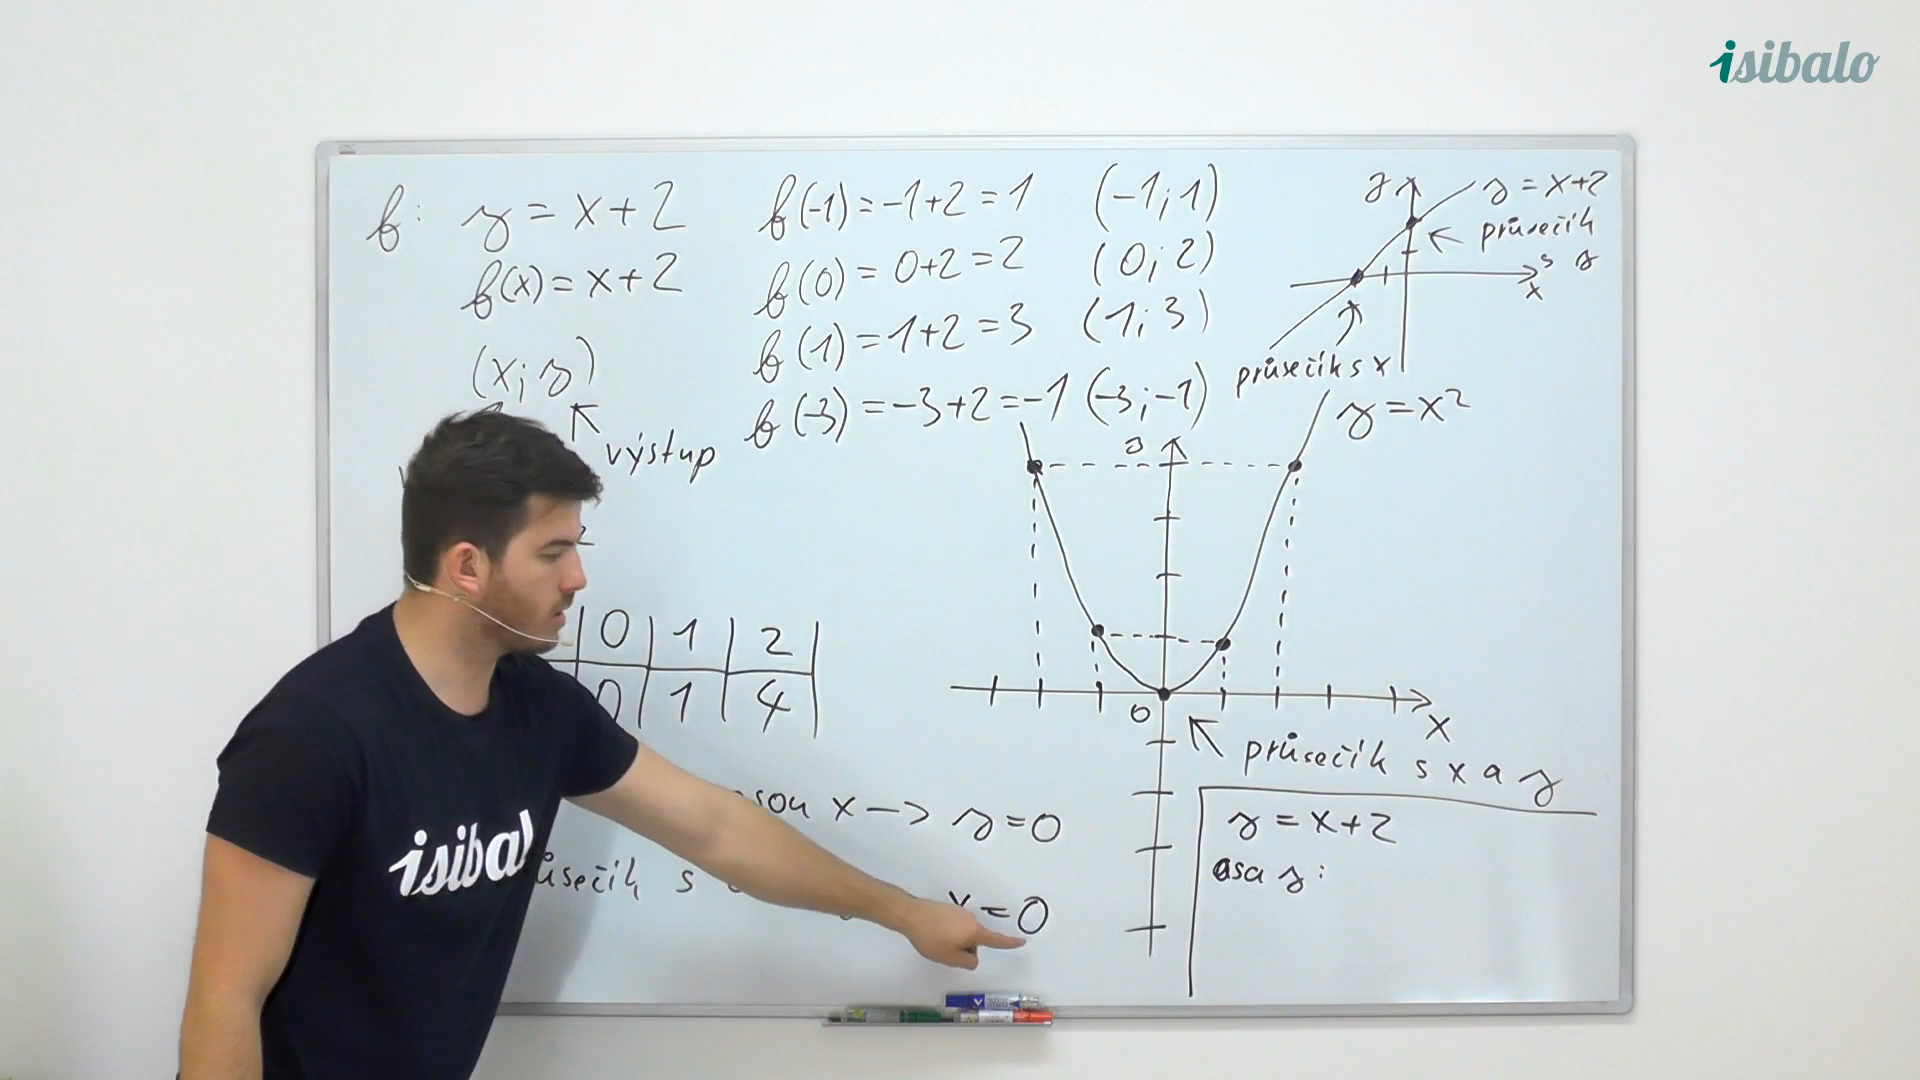 isibalo
f: y = x+2
f(x) = x+2
(x; y)
výstup
f(-1) = -1+2 = 1 (-1; 1)
f(0) = 0+2 = 2 (0; 2)
f(1) = 1+2 = 3 (1; 3)
f(-3) = -3+2 = -1 (-3; -1)
y
y = x+2
průsečík
s y
x
průsečík s x
y = x²
y
2
0 1 2
0 1 4
0
x
průsečík s x a y
x -> y=0
s
x=0
y = x+2
osa y:
isibal